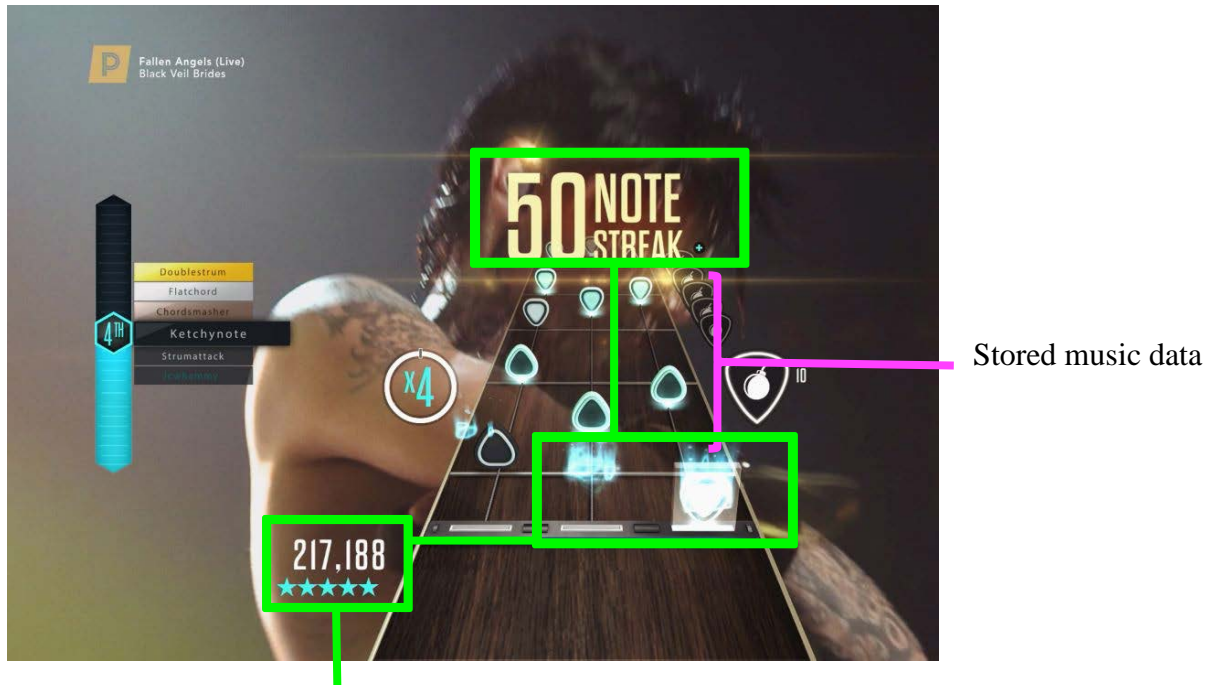 P
Fallen Angels (Live)
Black Veil Brides
50 NOTE
STREAK
Doublestrum
Flatchord
Chordsmasher
4TH
Ketchynote
Strumattack
x4
10
Stored music data
217,188